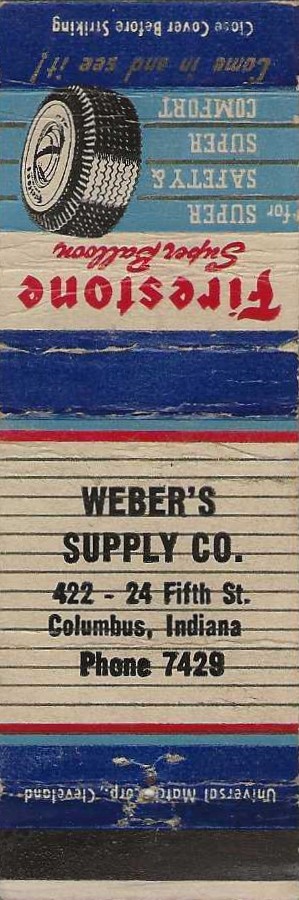 Close Cover Before Striking
Come in and see it!
Firestone
Super Balloon
for SUPER
SAFETY &
SUPER
COMFORT
WEBER'S
SUPPLY CO.
422 - 24 Fifth St.
Columbus, Indiana
Phone 7429
Universal Match Corp., Cleveland